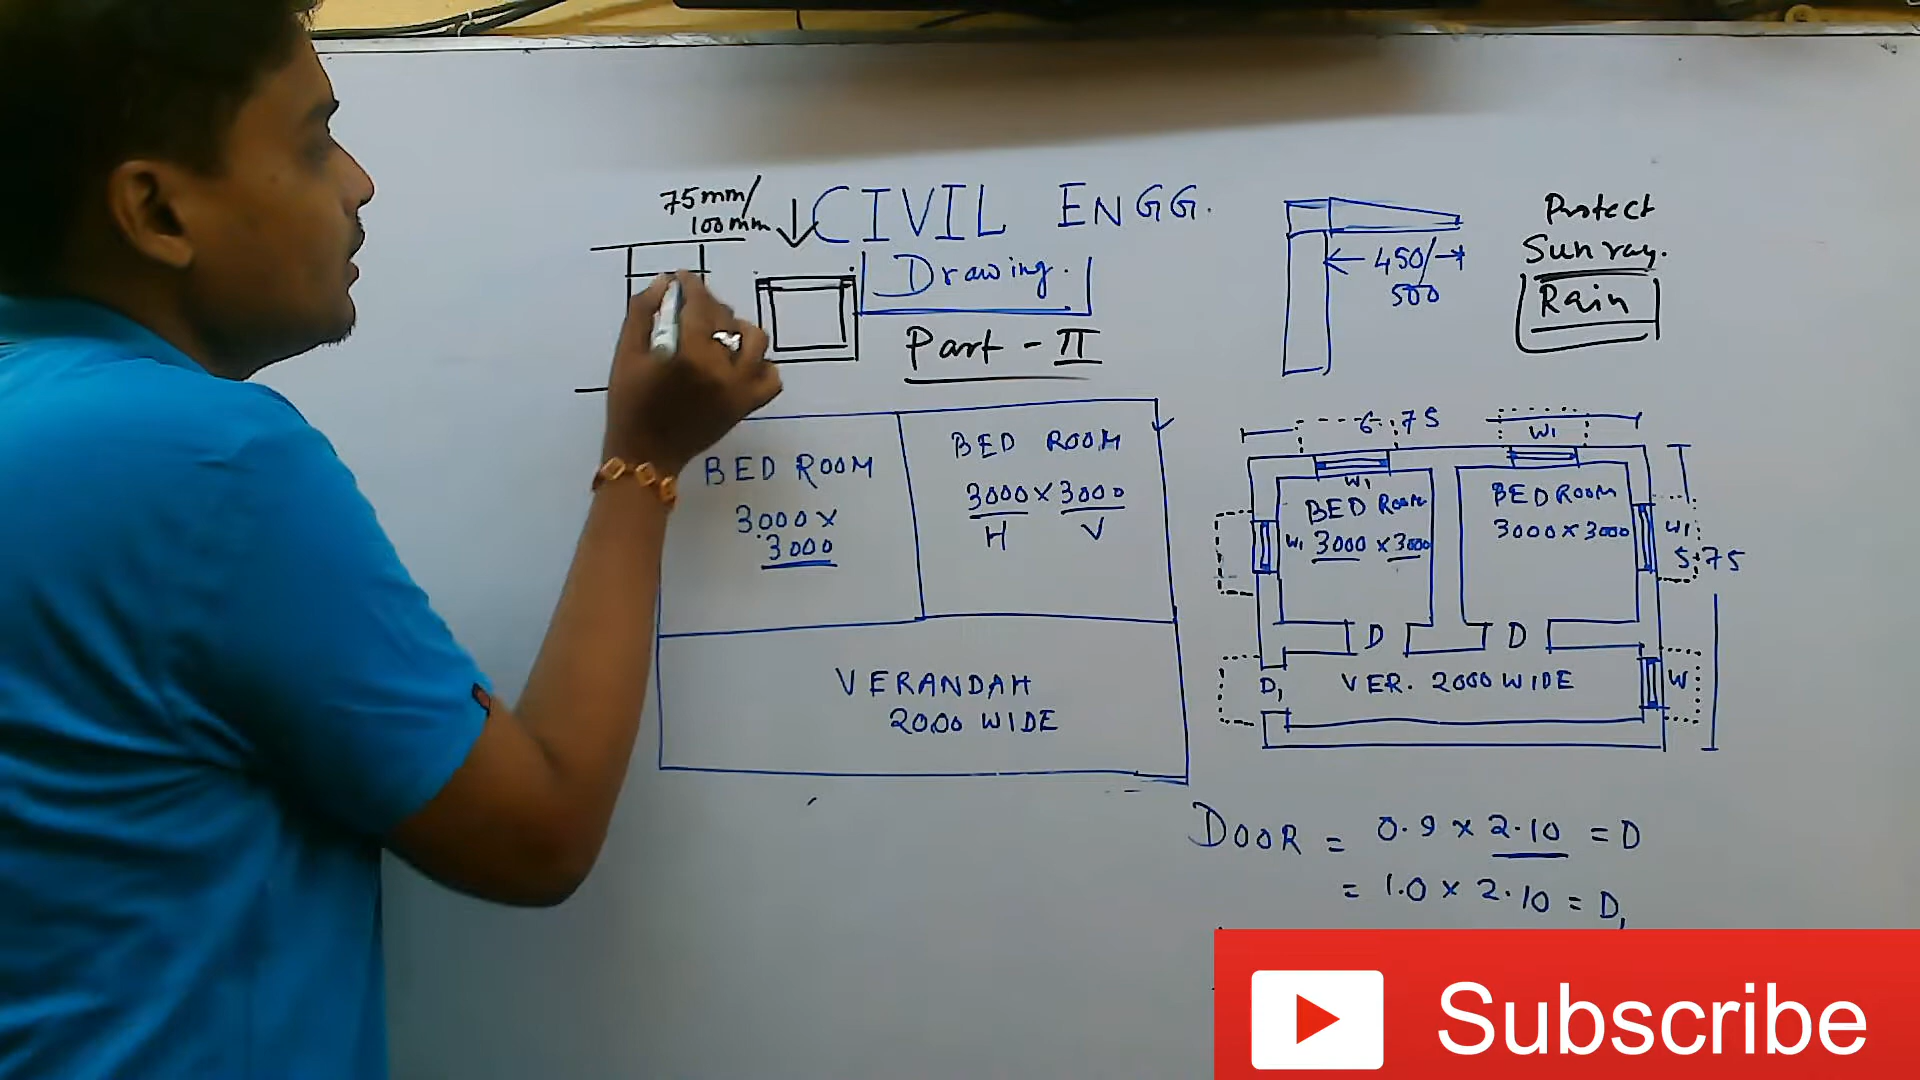 75mm/
100mm
CIVIL ENGG.
Drawing.
Part - II
450/
500
Protect
Sunray.
Rain
BED ROOM
3000 x
3000
BED ROOM
3000 x 3000
H V
VERANDAH
2000 WIDE
6.75
W1
W1
BED ROOM
W1 3000 x 3000
BED ROOM
3000 x 3000
W1
5.75
D
D
D1
VER. 2000 WIDE
W
DOOR = 0.9 x 2.10 = D
= 1.0 x 2.10 = D1
Subscribe